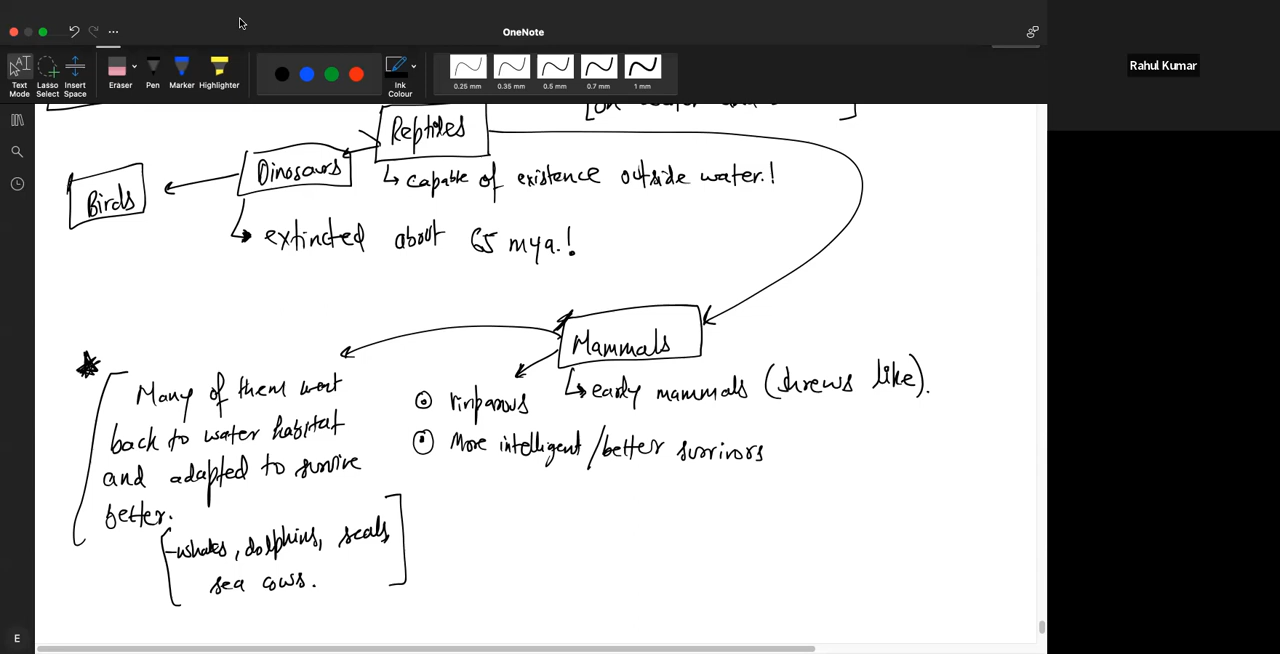 OneNote
Rahul Kumar
Text Mode
Lasso Select
Insert Space
Eraser
Pen
Marker
Highlighter
Ink Colour
0.25 mm
0.35 mm
0.5 mm
0.7 mm
1 mm
[on
Reptiles
↳ capable of existence outside water.!
Dinosaurs
Birds
↳ extincted about 65 mya.!
Mammals
↳ early mammals (shrews like).
Many of them went
back to water habitat
and adapted to survive
better.
[-whales, dolphins, seals
sea cows.]
viviparous
More intelligent/better survivors
E